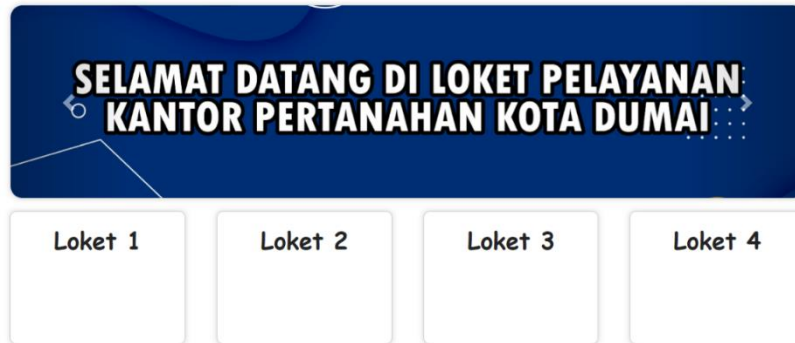 SELAMAT DATANG DI LOKET PELAYANAN
KANTOR PERTANAHAN KOTA DUMAI
Loket 1
Loket 2
Loket 3
Loket 4